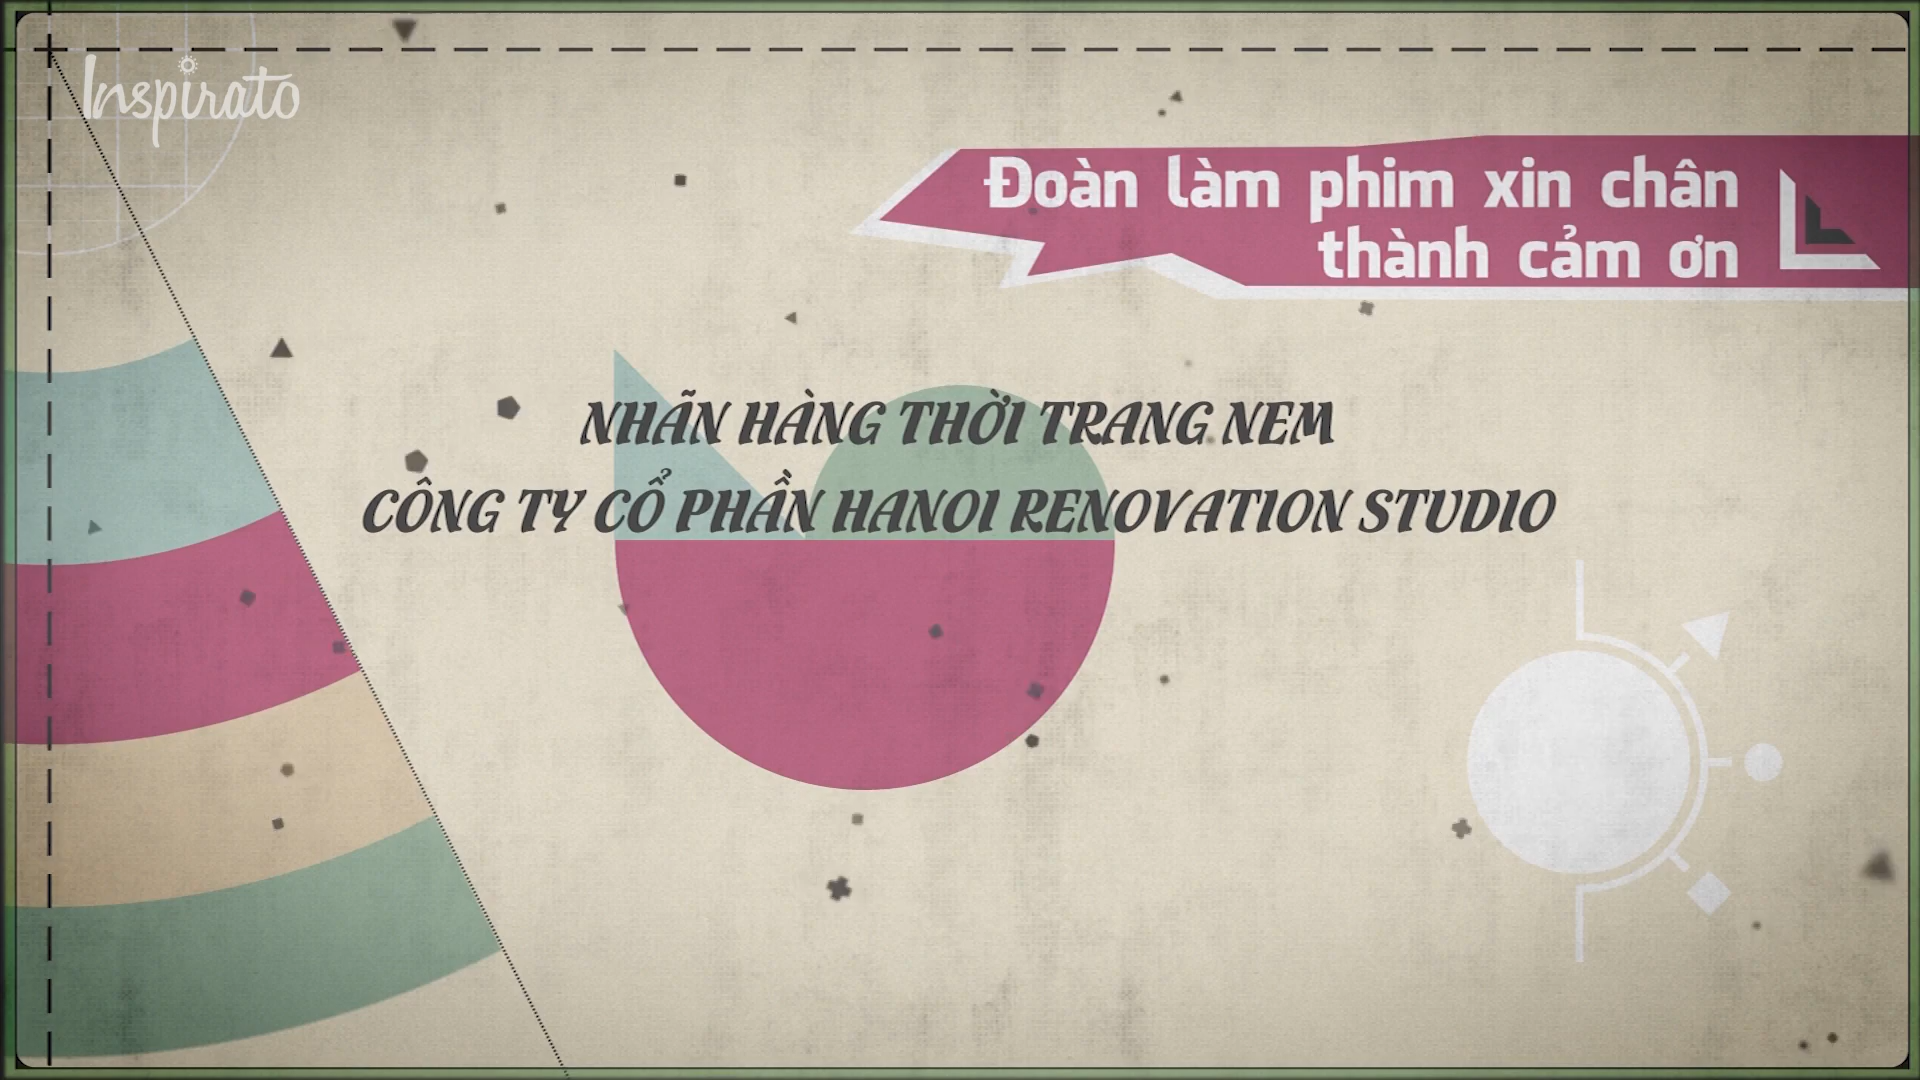 Inspirato
Đoàn làm phim xin chân
thành cảm ơn
NHÃN HÀNG THỜI TRANG NEM
CÔNG TY CỔ PHẦN HANOI RENOVATION STUDIO